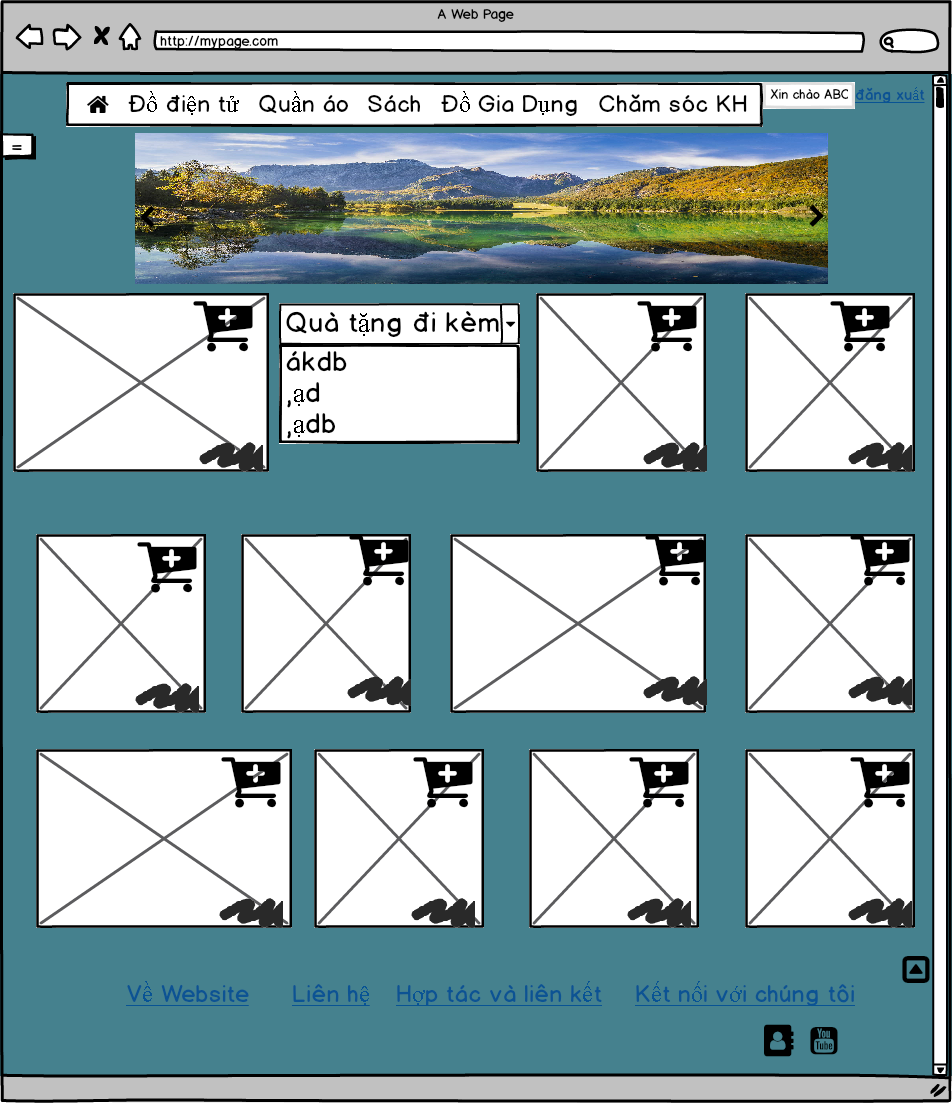 A Web Page
http://mypage.com
Đồ điện tử Quần áo Sách Đồ Gia Dụng Chăm sóc KH
Xin chào ABC đăng xuất
=
Quà tặng đi kèm
ákdb
,ạd
,ạdb
Về Website Liên hệ Hợp tác và liên kết Kết nối với chúng tôi
You
Tube